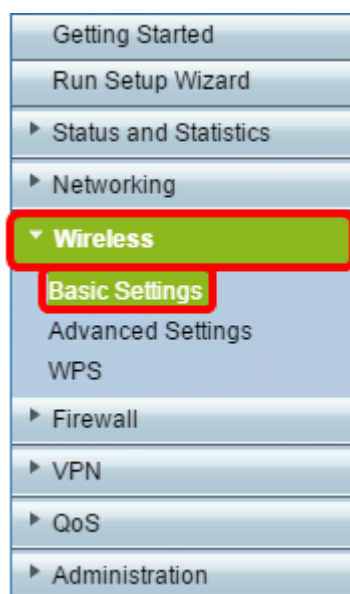 Getting Started
Run Setup Wizard
Status and Statistics
Networking
Wireless
Basic Settings
Advanced Settings
WPS
Firewall
VPN
QoS
Administration